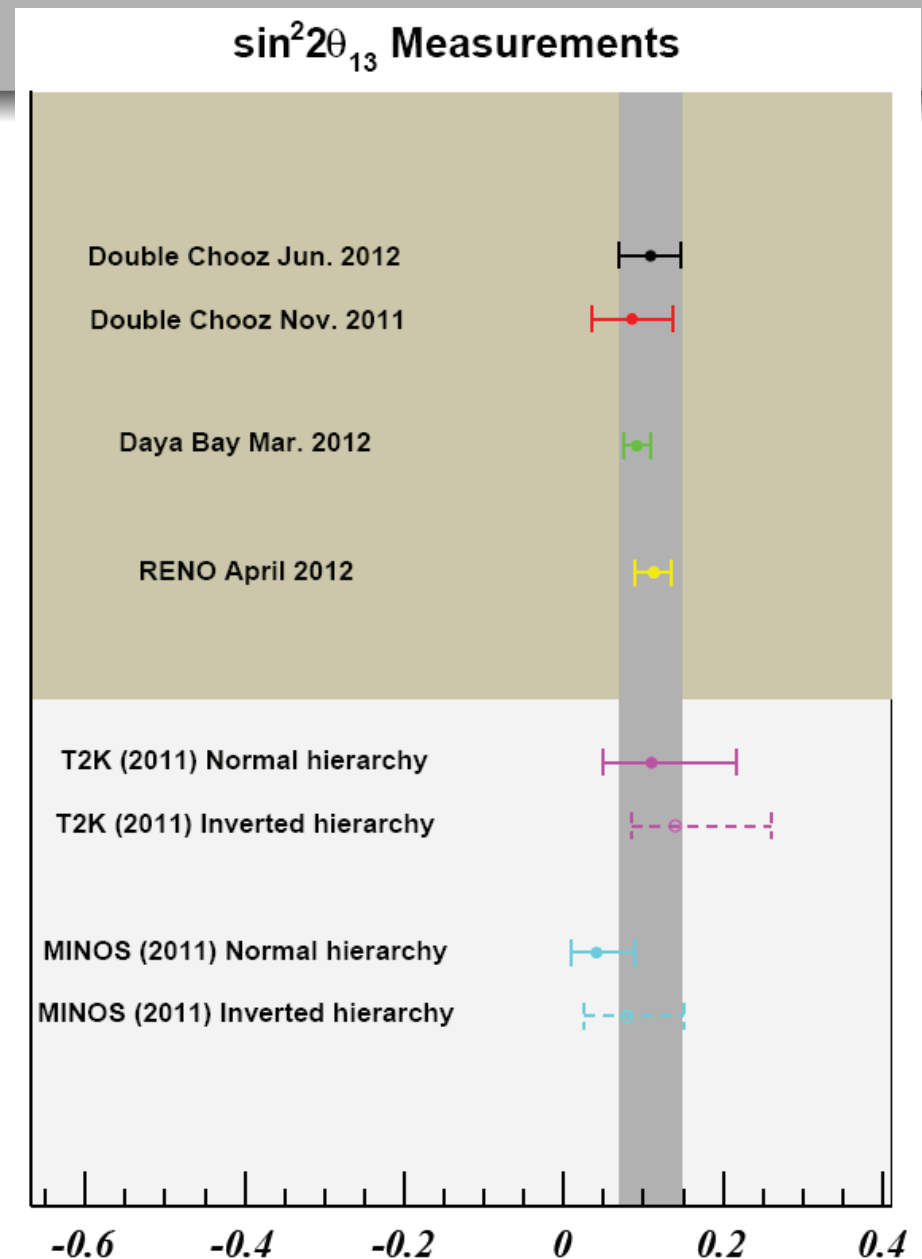 sin²2θ₁₃ Measurements
Double Chooz Jun. 2012
Double Chooz Nov. 2011
Daya Bay Mar. 2012
RENO April 2012
T2K (2011) Normal hierarchy
T2K (2011) Inverted hierarchy
MINOS (2011) Normal hierarchy
MINOS (2011) Inverted hierarchy
-0.6 -0.4 -0.2 0 0.2 0.4